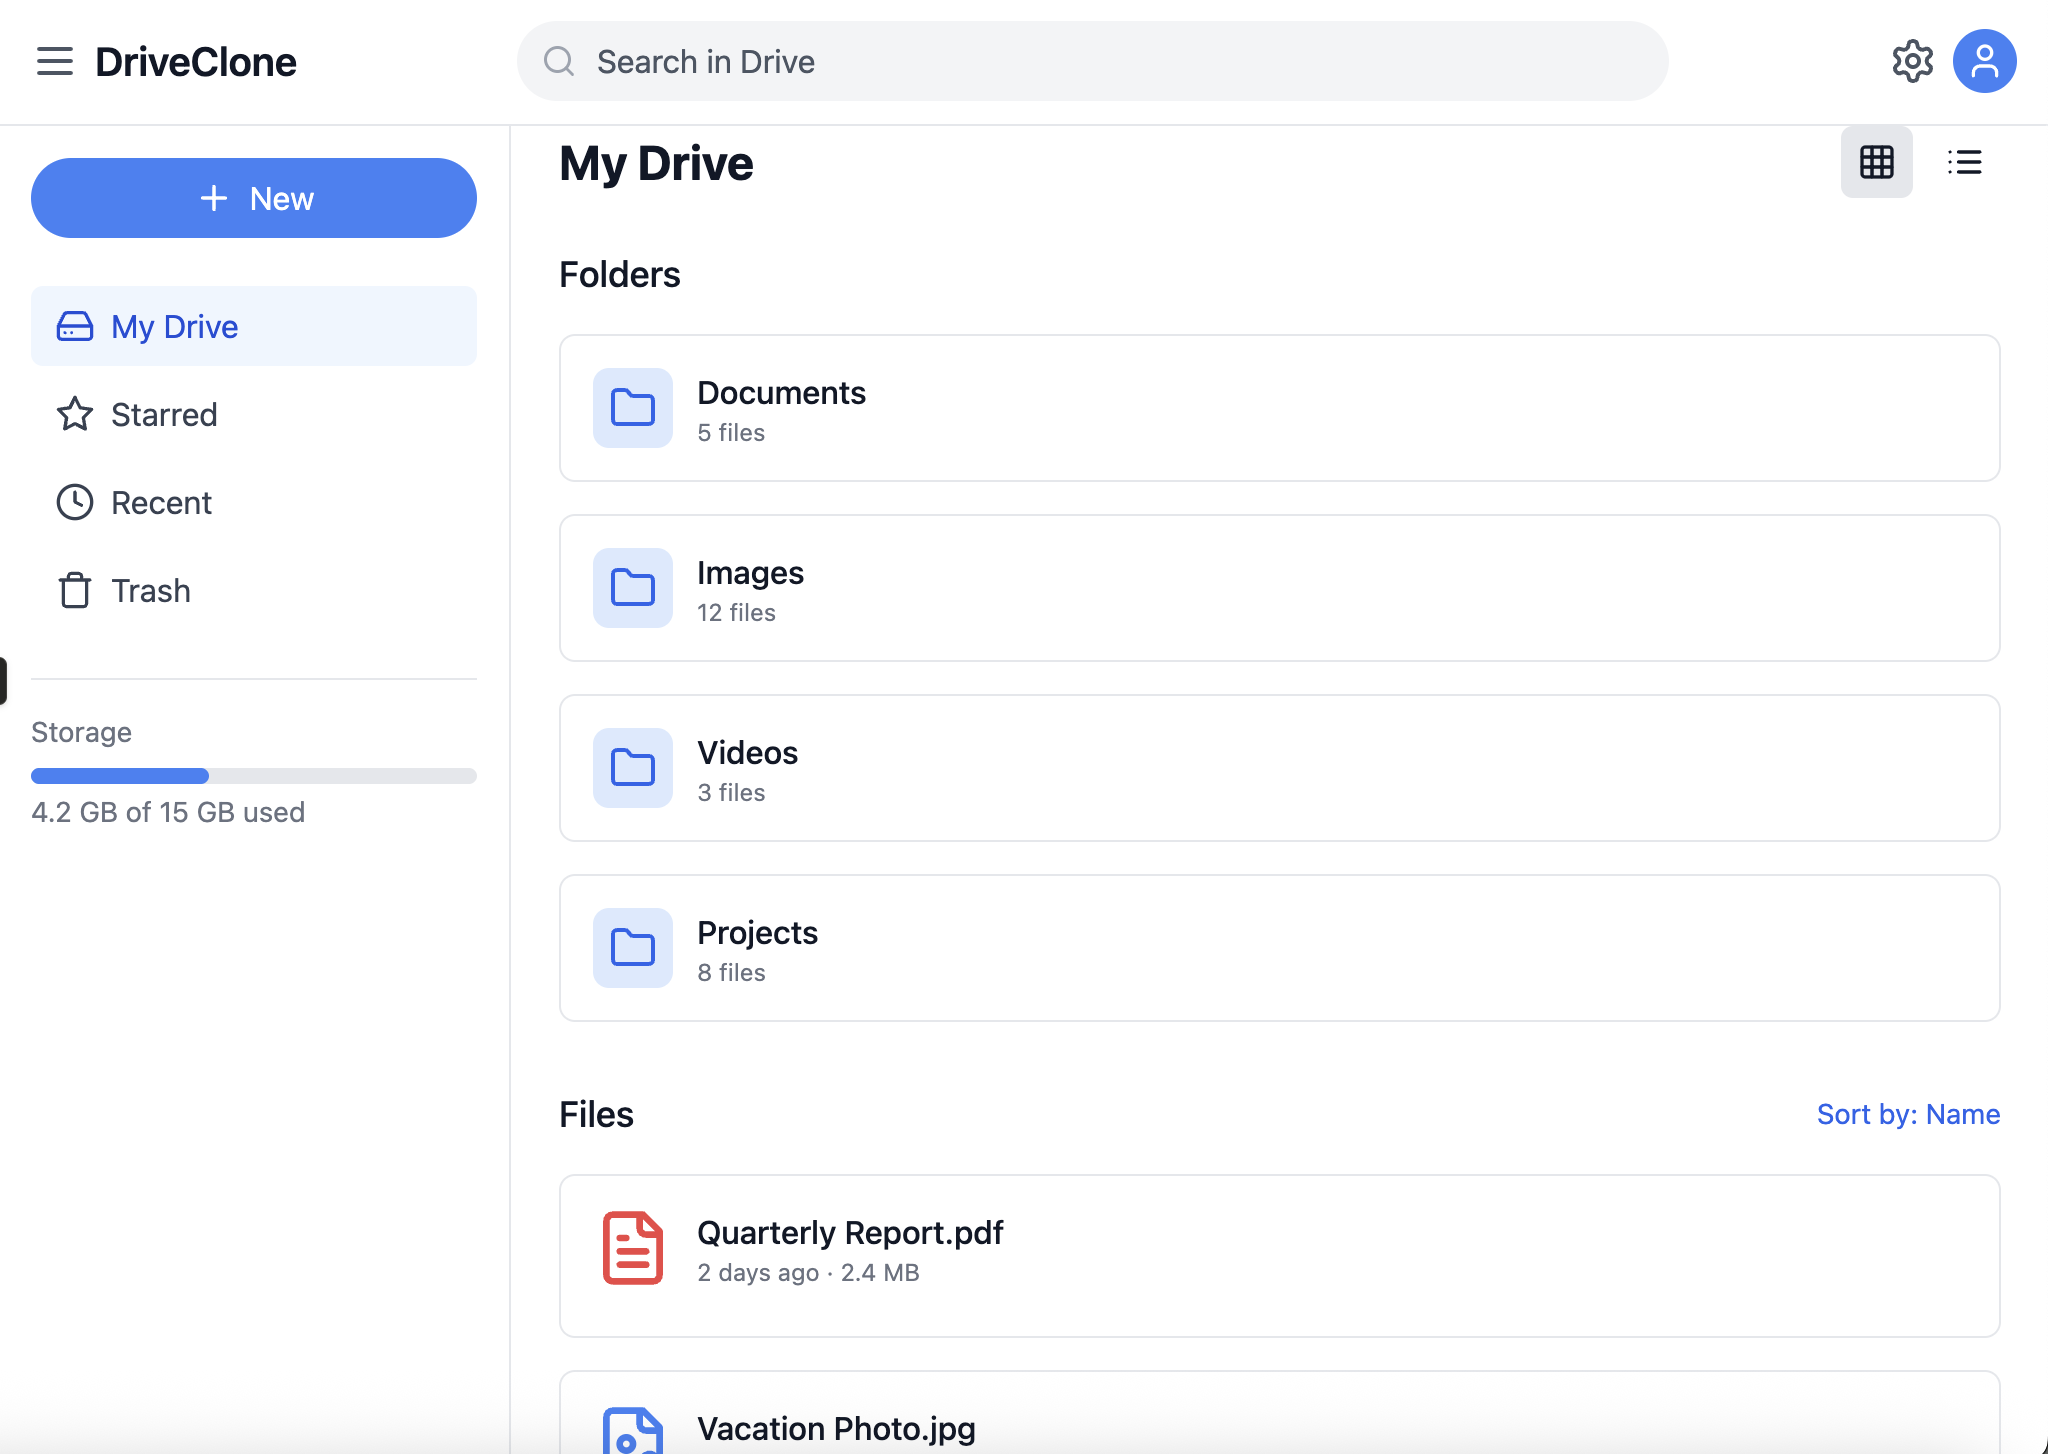 DriveClone
Search in Drive
New
My Drive
Starred
Recent
Trash
Storage
4.2 GB of 15 GB used
My Drive
Folders
Documents
5 files
Images
12 files
Videos
3 files
Projects
8 files
Files
Sort by: Name
Quarterly Report.pdf
2 days ago · 2.4 MB
Vacation Photo.jpg